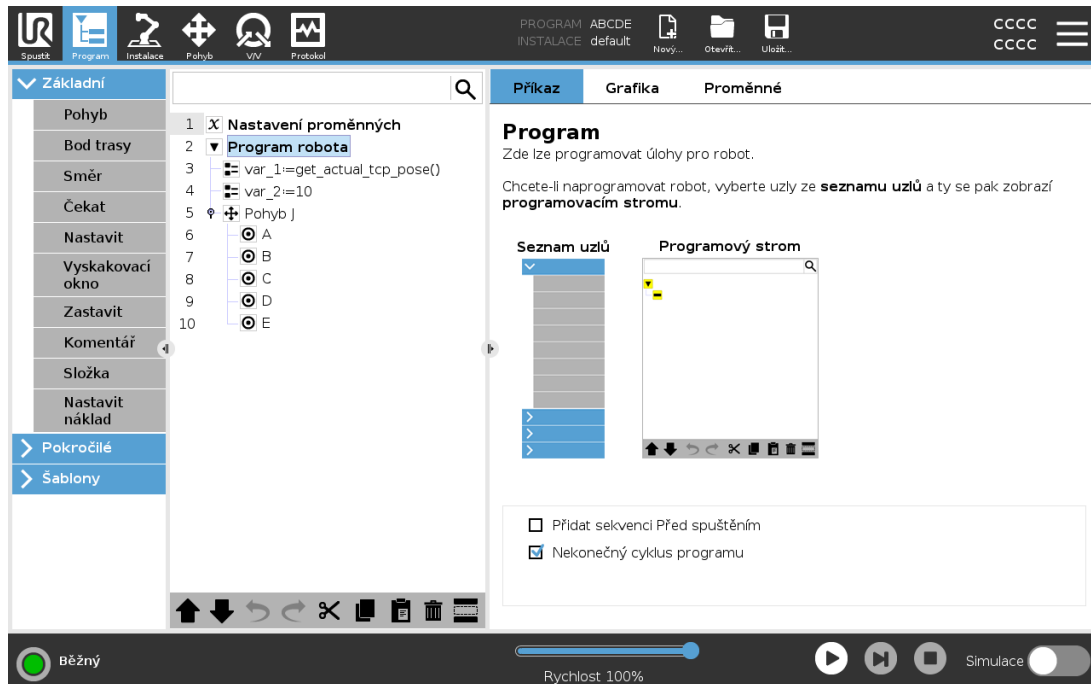 UR
PROGRAM ABCDE
INSTALACE default
CCCC
CCCC
Spustit Program Instalace Pohyb V/V Protokol
Nový... Otevřít... Uložit...
Základní
Pohyb
Bod trasy
Směr
Čekat
Nastavit
Vyskakovací
okno
Zastavit
Komentář
Složka
Nastavit
náklad
Pokročilé
Šablony
1 X Nastavení proměnných
2 Program robota
3 var_1:=get_actual_tcp_pose()
4 var_2:=10
5 Pohyb J
6 A
7 B
8 C
9 D
10 E
Příkaz Grafika Proměnné
Program
Zde lze programovat úlohy pro robot.
Chcete-li naprogramovat robot, vyberte uzly ze seznamu uzlů a ty se pak zobrazí
programovacím stromu.
Seznam uzlů Programový strom
Přidat sekvenci Před spuštěním
Nekonečný cyklus programu
Běžný
Rychlost 100%
Simulace